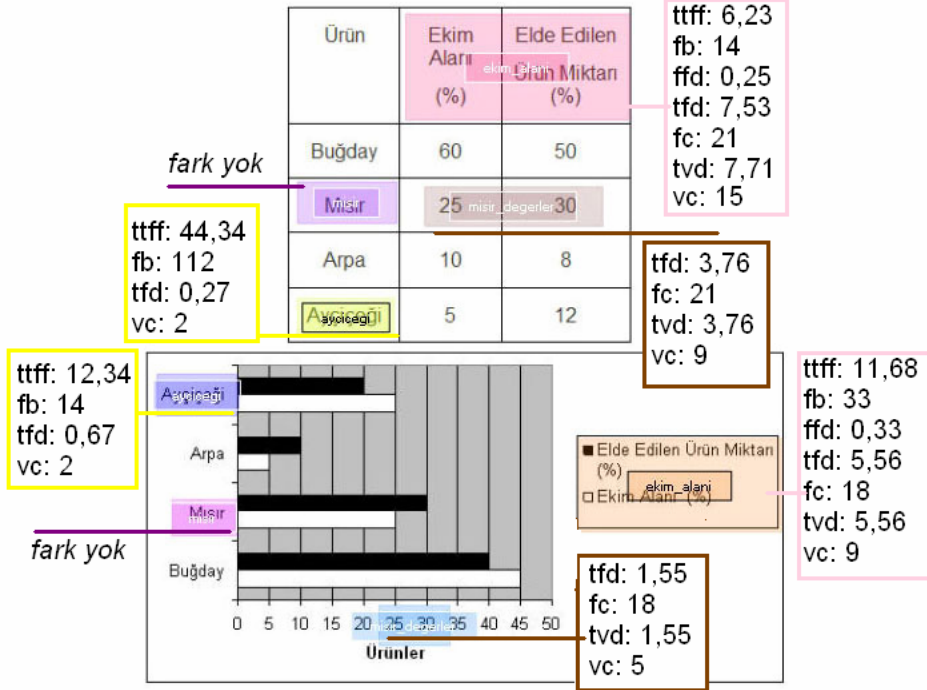 Ürün
Ekim Alanı (%)
Elde Edilen Ürün Miktarı (%)
ekim_alani
ttff: 6,23
fb: 14
ffd: 0,25
tfd: 7,53
fc: 21
tvd: 7,71
vc: 15
Buğday 60 50
fark yok
Mısır 25 30
misir
misir_degerler
Arpa 10 8
Ayçiçeği 5 12
aycicegi
ttff: 44,34
fb: 112
tfd: 0,27
vc: 2
tfd: 3,76
fc: 21
tvd: 3,76
vc: 9
ttff: 12,34
fb: 14
tfd: 0,67
vc: 2
Ayçiçeği
aycicegi
Arpa
Mısır
misir
Buğday
fark yok
0 5 10 15 20 25 30 35 40 45 50
misir_degerler
Ürünler
Elde Edilen Ürün Miktarı
(%)
Ekim Alanı (%)
ekim_alani
ttff: 11,68
fb: 33
ffd: 0,33
tfd: 5,56
fc: 18
tvd: 5,56
vc: 9
tfd: 1,55
fc: 18
tvd: 1,55
vc: 5